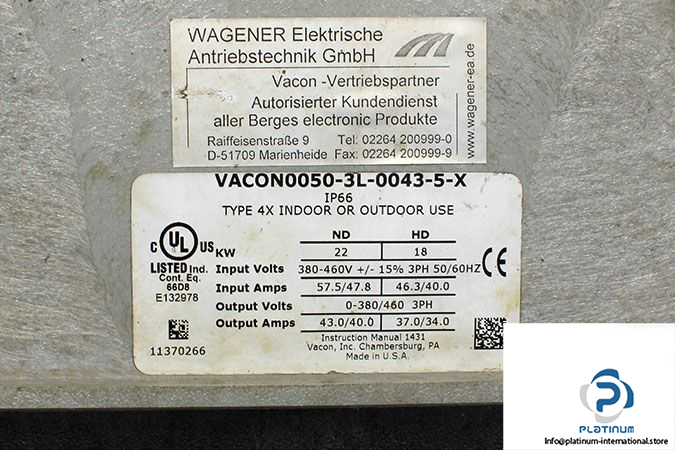 WAGENER Elektrische
Antriebstechnik GmbH
Vacon -Vertriebspartner
Autorisierter Kundendienst
aller Berges electronic Produkte
Raiffeisenstraße 9 Tel: 02264 200999-0
D-51709 Marienheide Fax: 02264 200999-9
www.wagener-ea.de
VACON0050-3L-0043-5-X
IP66
TYPE 4X INDOOR OR OUTDOOR USE
ND HD
C UL US KW 22 18
LISTED Ind. Input Volts 380-460V +/- 15% 3PH 50/60HZ CE
Cont. Eq.
66D8 Input Amps 57.5/47.8 46.3/40.0
E132978 Output Volts 0-380/460 3PH
Output Amps 43.0/40.0 37.0/34.0
11370266
Instruction Manual 1431
Vacon, Inc. Chambersburg, PA
Made in U.S.A.
PLATINUM
Info@platinum-international.store